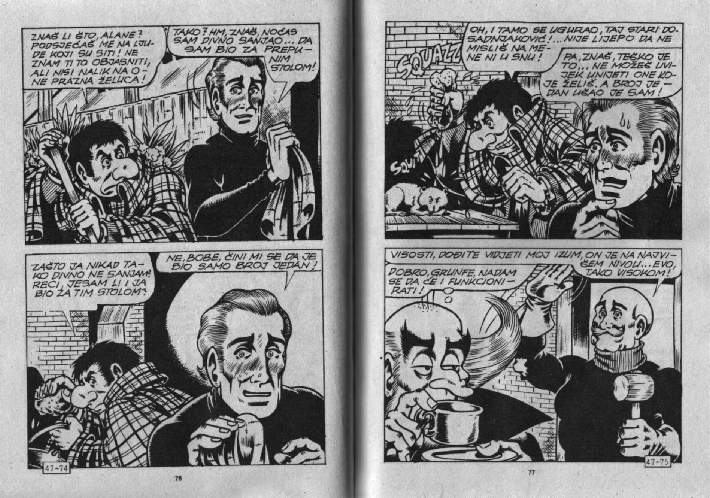 ZNAŠ LI ŠTO, ALANE?
PODSJEĆAŠ ME NA LJU-
DE KOJI SU SITI! NE
ZNAM TI TO OBJASNITI,
ALI NISI NALIK NA O-
NE PRAZNA ŽELUCA!
TAKO? HM, ZNAŠ, NOĆAS
SAM DIVNO SANJAO... DA
SAM BIO ZA PREPU-
NIM
STOLOM!
ZAŠTO JA NIKAD TA-
KO DIVNO NE SANJAM!
RECI, JESAM LI I JA
BIO ZA TIM STOLOM?
NE, BOBE, ČINI MI SE DA JE
BIO SAMO BROJ JEDAN!
47-74
76
OH, I TAMO SE UGURAO, TAJ STARI DO-
SADNJAKOVIĆ!... NIJE LIJEPO DA NE
MISLIŠ NA ME-
NE NI U SNU!
PA, ZNAŠ, TEŠKO JE
TO... NE MOŽEŠ UVI-
JEK UNIJETI ONE KO-
JE ŽELIŠ. A BROJ JE-
DAN UŠAO JE SAM!
SQUAZZ
SQU
VISOSTI, DOĐITE VIDJETI MOJ IZUM, ON JE NA NAJVI-
ŠEM NIVOU... EVO,
TAKO VISOKOM!
DOBRO, GRUNFE, NADAM
SE DA ĆE I FUNKCIONI-
RATI!
77
47-75